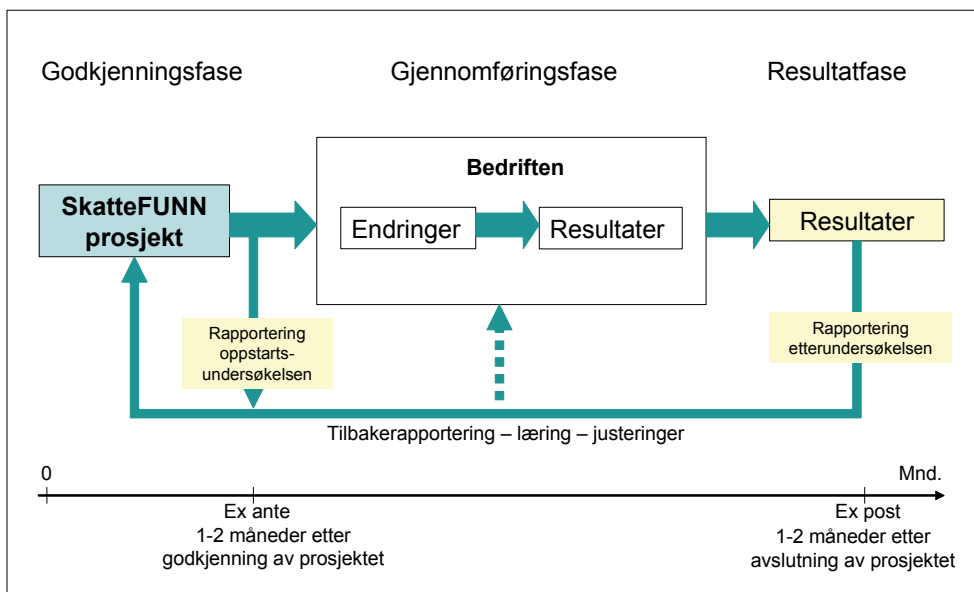 Godkjenningsfase
Gjennomføringsfase
Resultatfase
Bedriften
SkatteFUNN
prosjekt
Endringer
Resultater
Resultater
Rapportering
oppstarts-
undersøkelsen
Rapportering
etterundersøkelsen
Tilbakerapportering – læring – justeringer
0
Mnd.
Ex ante
1-2 måneder etter
godkjenning av prosjektet
Ex post
1-2 måneder etter
avslutning av prosjektet